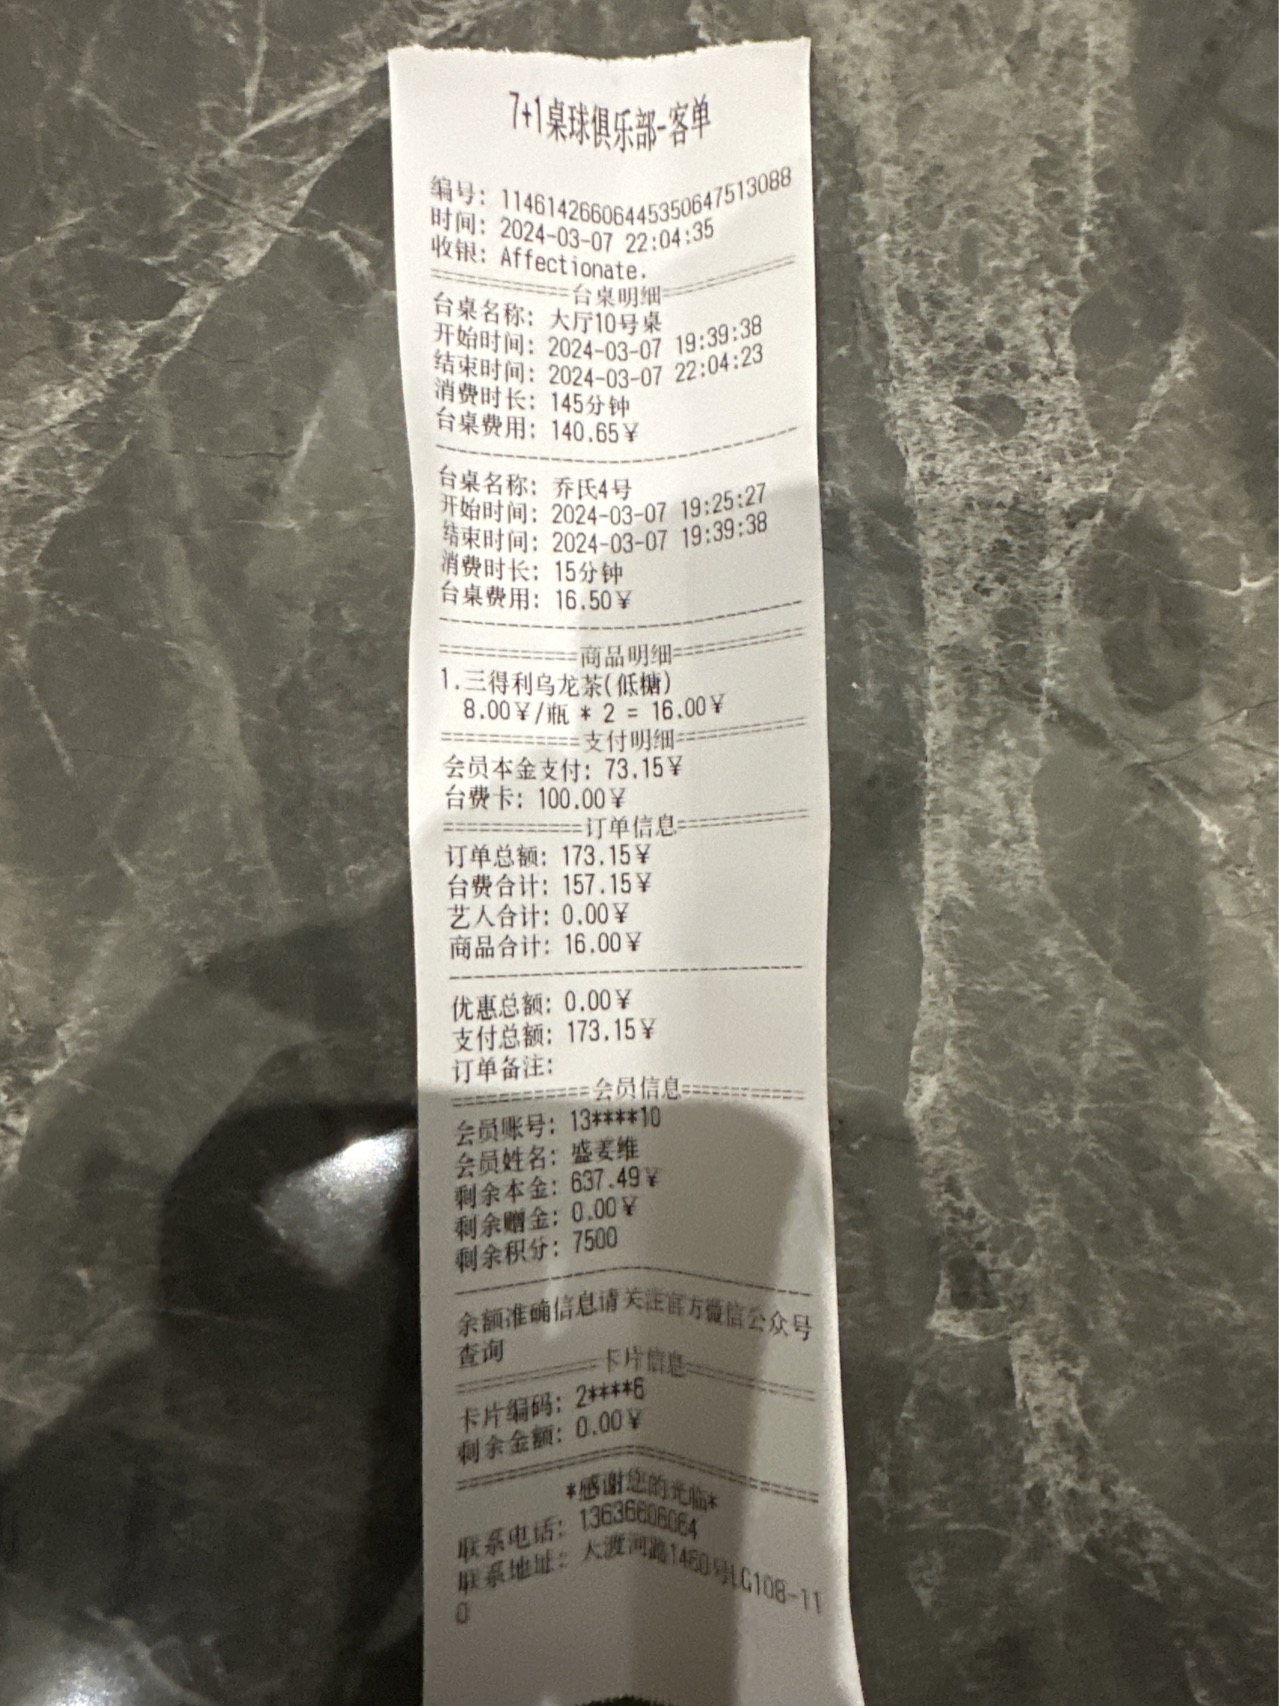 7+1桌球俱乐部-客单
编号: 1146142660644535064751​3088
时间: 2024-03-07 22:04:35
收银: Affectionate.
============台桌明细============
台桌名称: 大厅10号桌
开始时间: 2024-03-07 19:39:38
结束时间: 2024-03-07 22:04:23
消费时长: 145分钟
台桌费用: 140.65¥
台桌名称: 乔氏4号
开始时间: 2024-03-07 19:25:27
结束时间: 2024-03-07 19:39:38
消费时长: 15分钟
台桌费用: 16.50¥
============商品明细============
1.三得利乌龙茶(低糖)
8.00¥/瓶 * 2 = 16.00¥
============支付明细============
会员本金支付: 73.15¥
台费卡: 100.00¥
============订单信息============
订单总额: 173.15¥
台费合计: 157.15¥
艺人合计: 0.00¥
商品合计: 16.00¥
优惠总额: 0.00¥
支付总额: 173.15¥
订单备注:
============会员信息============
会员账号: 13****10
会员姓名: 盛麦维
剩余本金: 637.49¥
剩余赠金: 0.00¥
剩余积分: 7500
余额准确信息请关注官方微信公众号
查询
============卡片信息============
卡片编码: 2****6
剩余金额: 0.00¥
*感谢您的光临*
联系电话: 13636606064
联系地址: 大渡河路1460号LG108-11
0